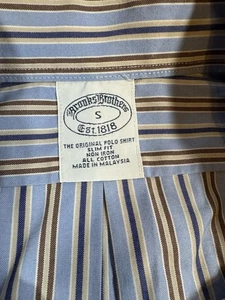 Brooks Brothers
S
Est. 1818
THE ORIGINAL POLO SHIRT
SLIM FIT
NON IRON
ALL COTTON
MADE IN MALAYSIA